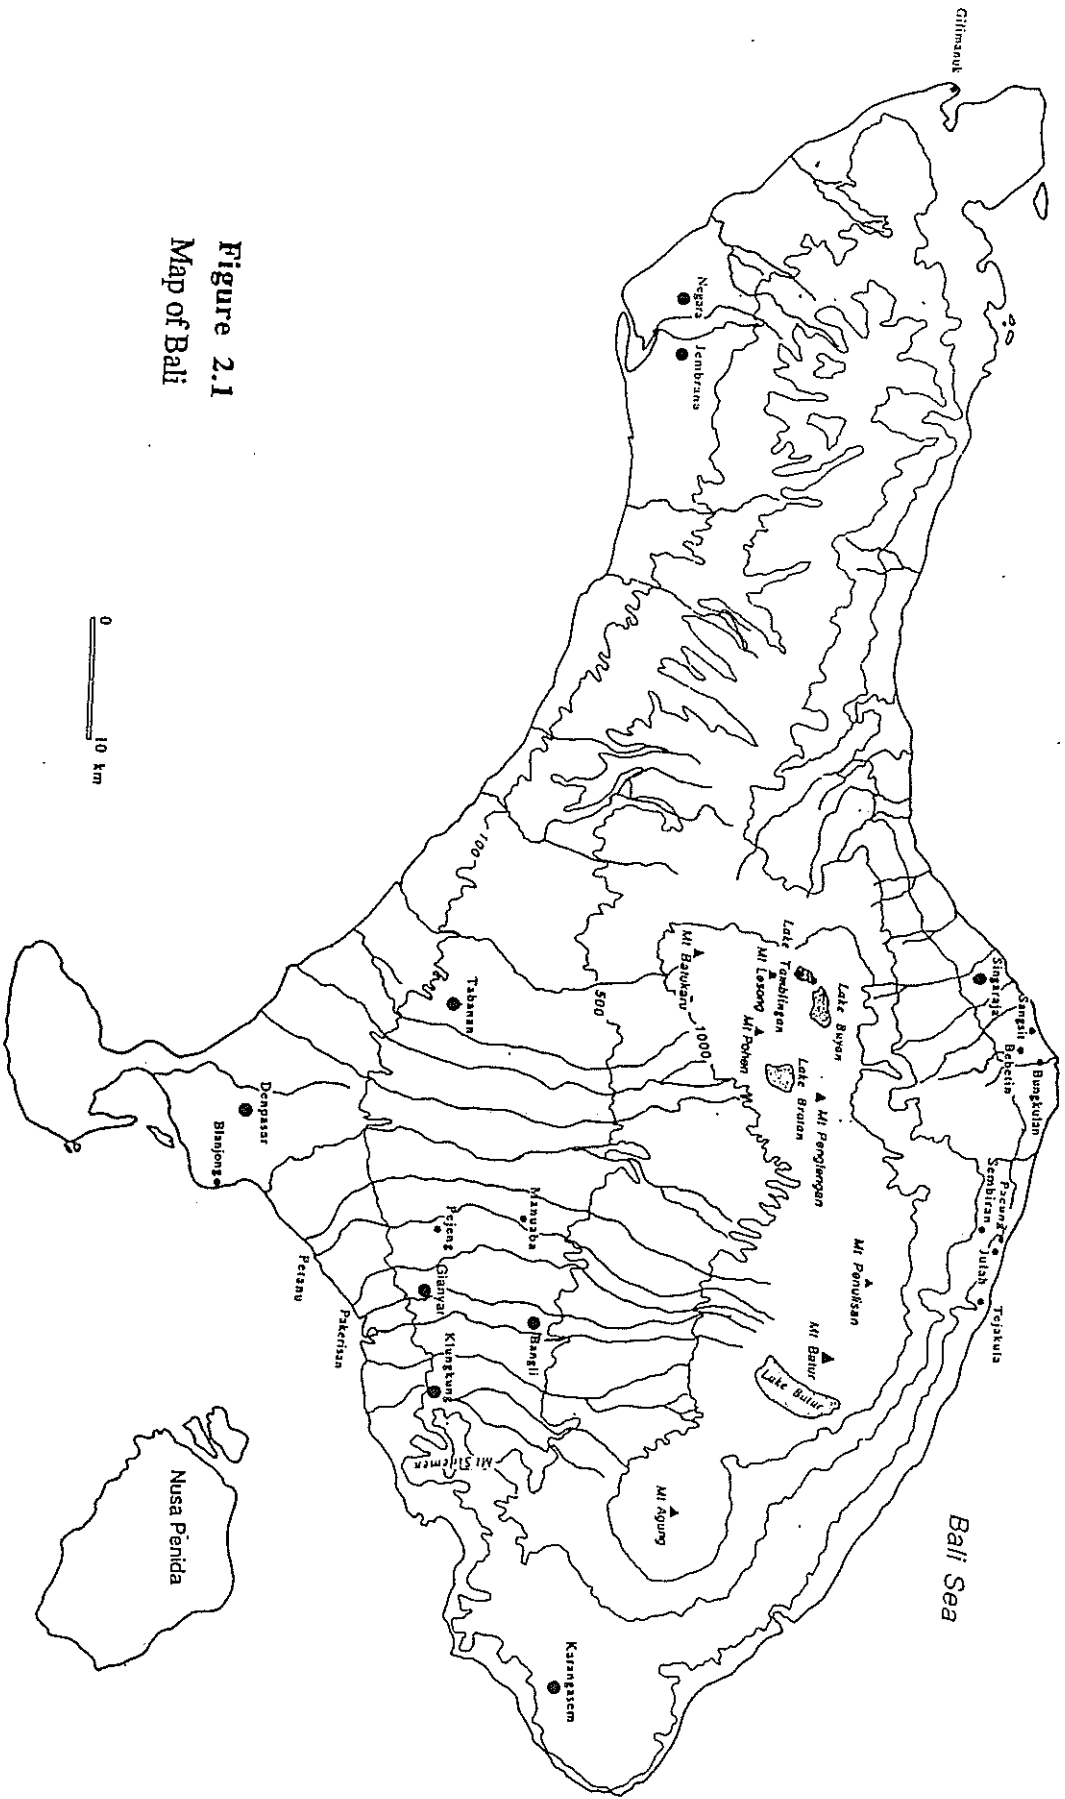 Gilimanuk
Negara
Jembrana
Singaraja
Sangsit
Bebetin
Bungkulan
Pacung
Sembiran
Julah
Tejakula
Bali Sea
Lake Buyan
Lake Tamblingan
Mt Lesong
Mt Pohen
Lake Bratan
Mt Penglengan
Mt Penulisan
Mt Batur
Lake Batur
Mt Batukaru
1000
500
100
Mt Agung
Tabanan
Manuaba
Pejeng
Gianyar
Bangli
Klungkung
Mt Sidemen
Karangasem
Denpasar
Blanjong
Petanu
Pakerisan
Nusa Penida
0 10 km
Figure 2.1
Map of Bali